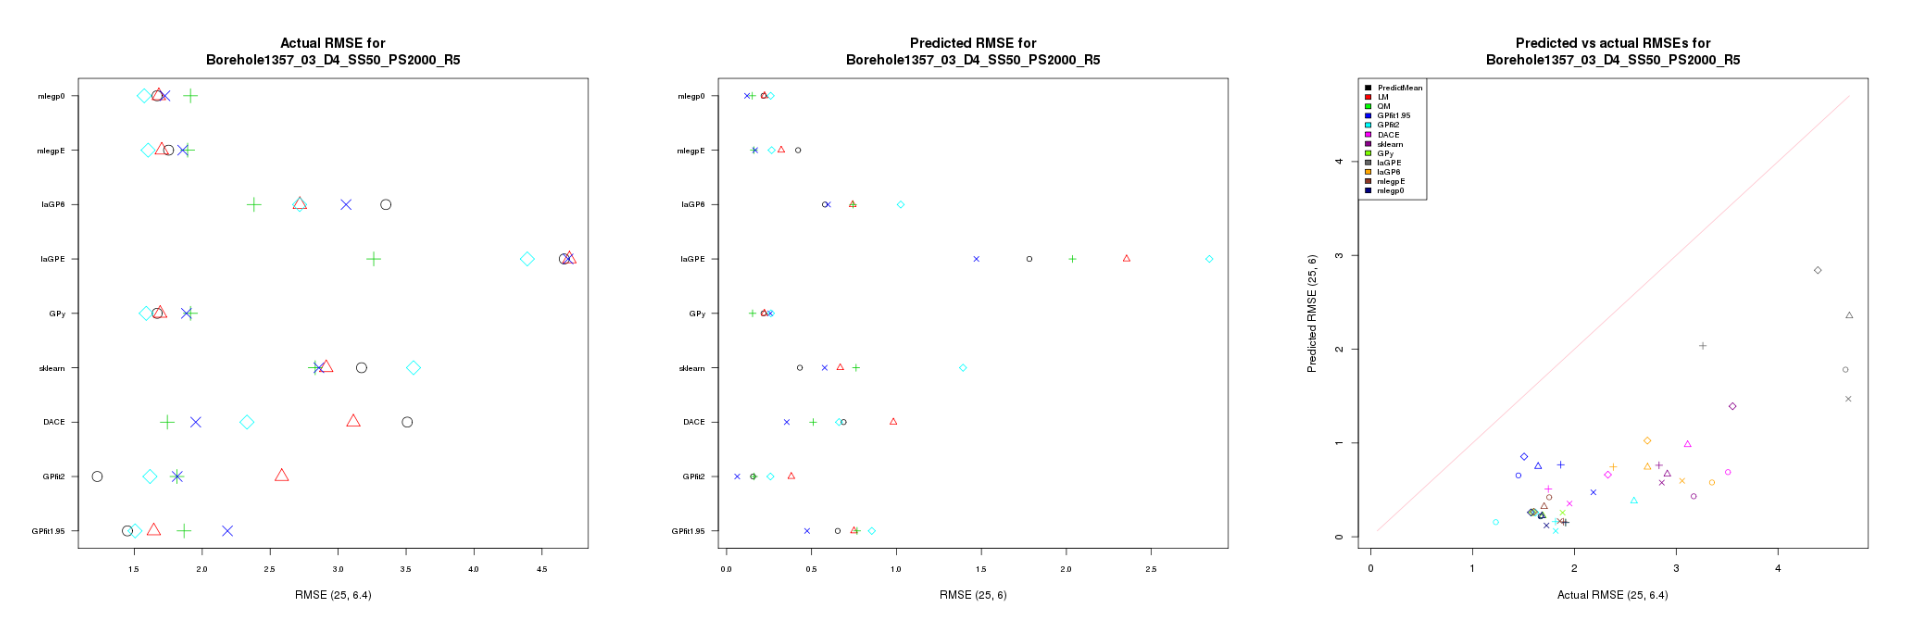 Actual RMSE for
Borehole1357_03_D4_SS50_PS2000_R5
mlegp0
mlegpE
laGP6
laGPE
GPy
sklearn
DACE
GPfit2
GPfit1.95
1.5 2.0 2.5 3.0 3.5 4.0 4.5
RMSE (25, 6.4)
Predicted RMSE for
Borehole1357_03_D4_SS50_PS2000_R5
mlegp0
mlegpE
laGP6
laGPE
GPy
sklearn
DACE
GPfit2
GPfit1.95
0.0 0.5 1.0 1.5 2.0 2.5
RMSE (25, 6)
Predicted vs actual RMSEs for
Borehole1357_03_D4_SS50_PS2000_R5
PredictMean
LM
QM
GPfit1.95
GPfit2
DACE
sklearn
GPy
laGPE
laGP6
mlegpE
mlegp0
Predicted RMSE (25, 6)
4
3
2
1
0
0 1 2 3 4
Actual RMSE (25, 6.4)